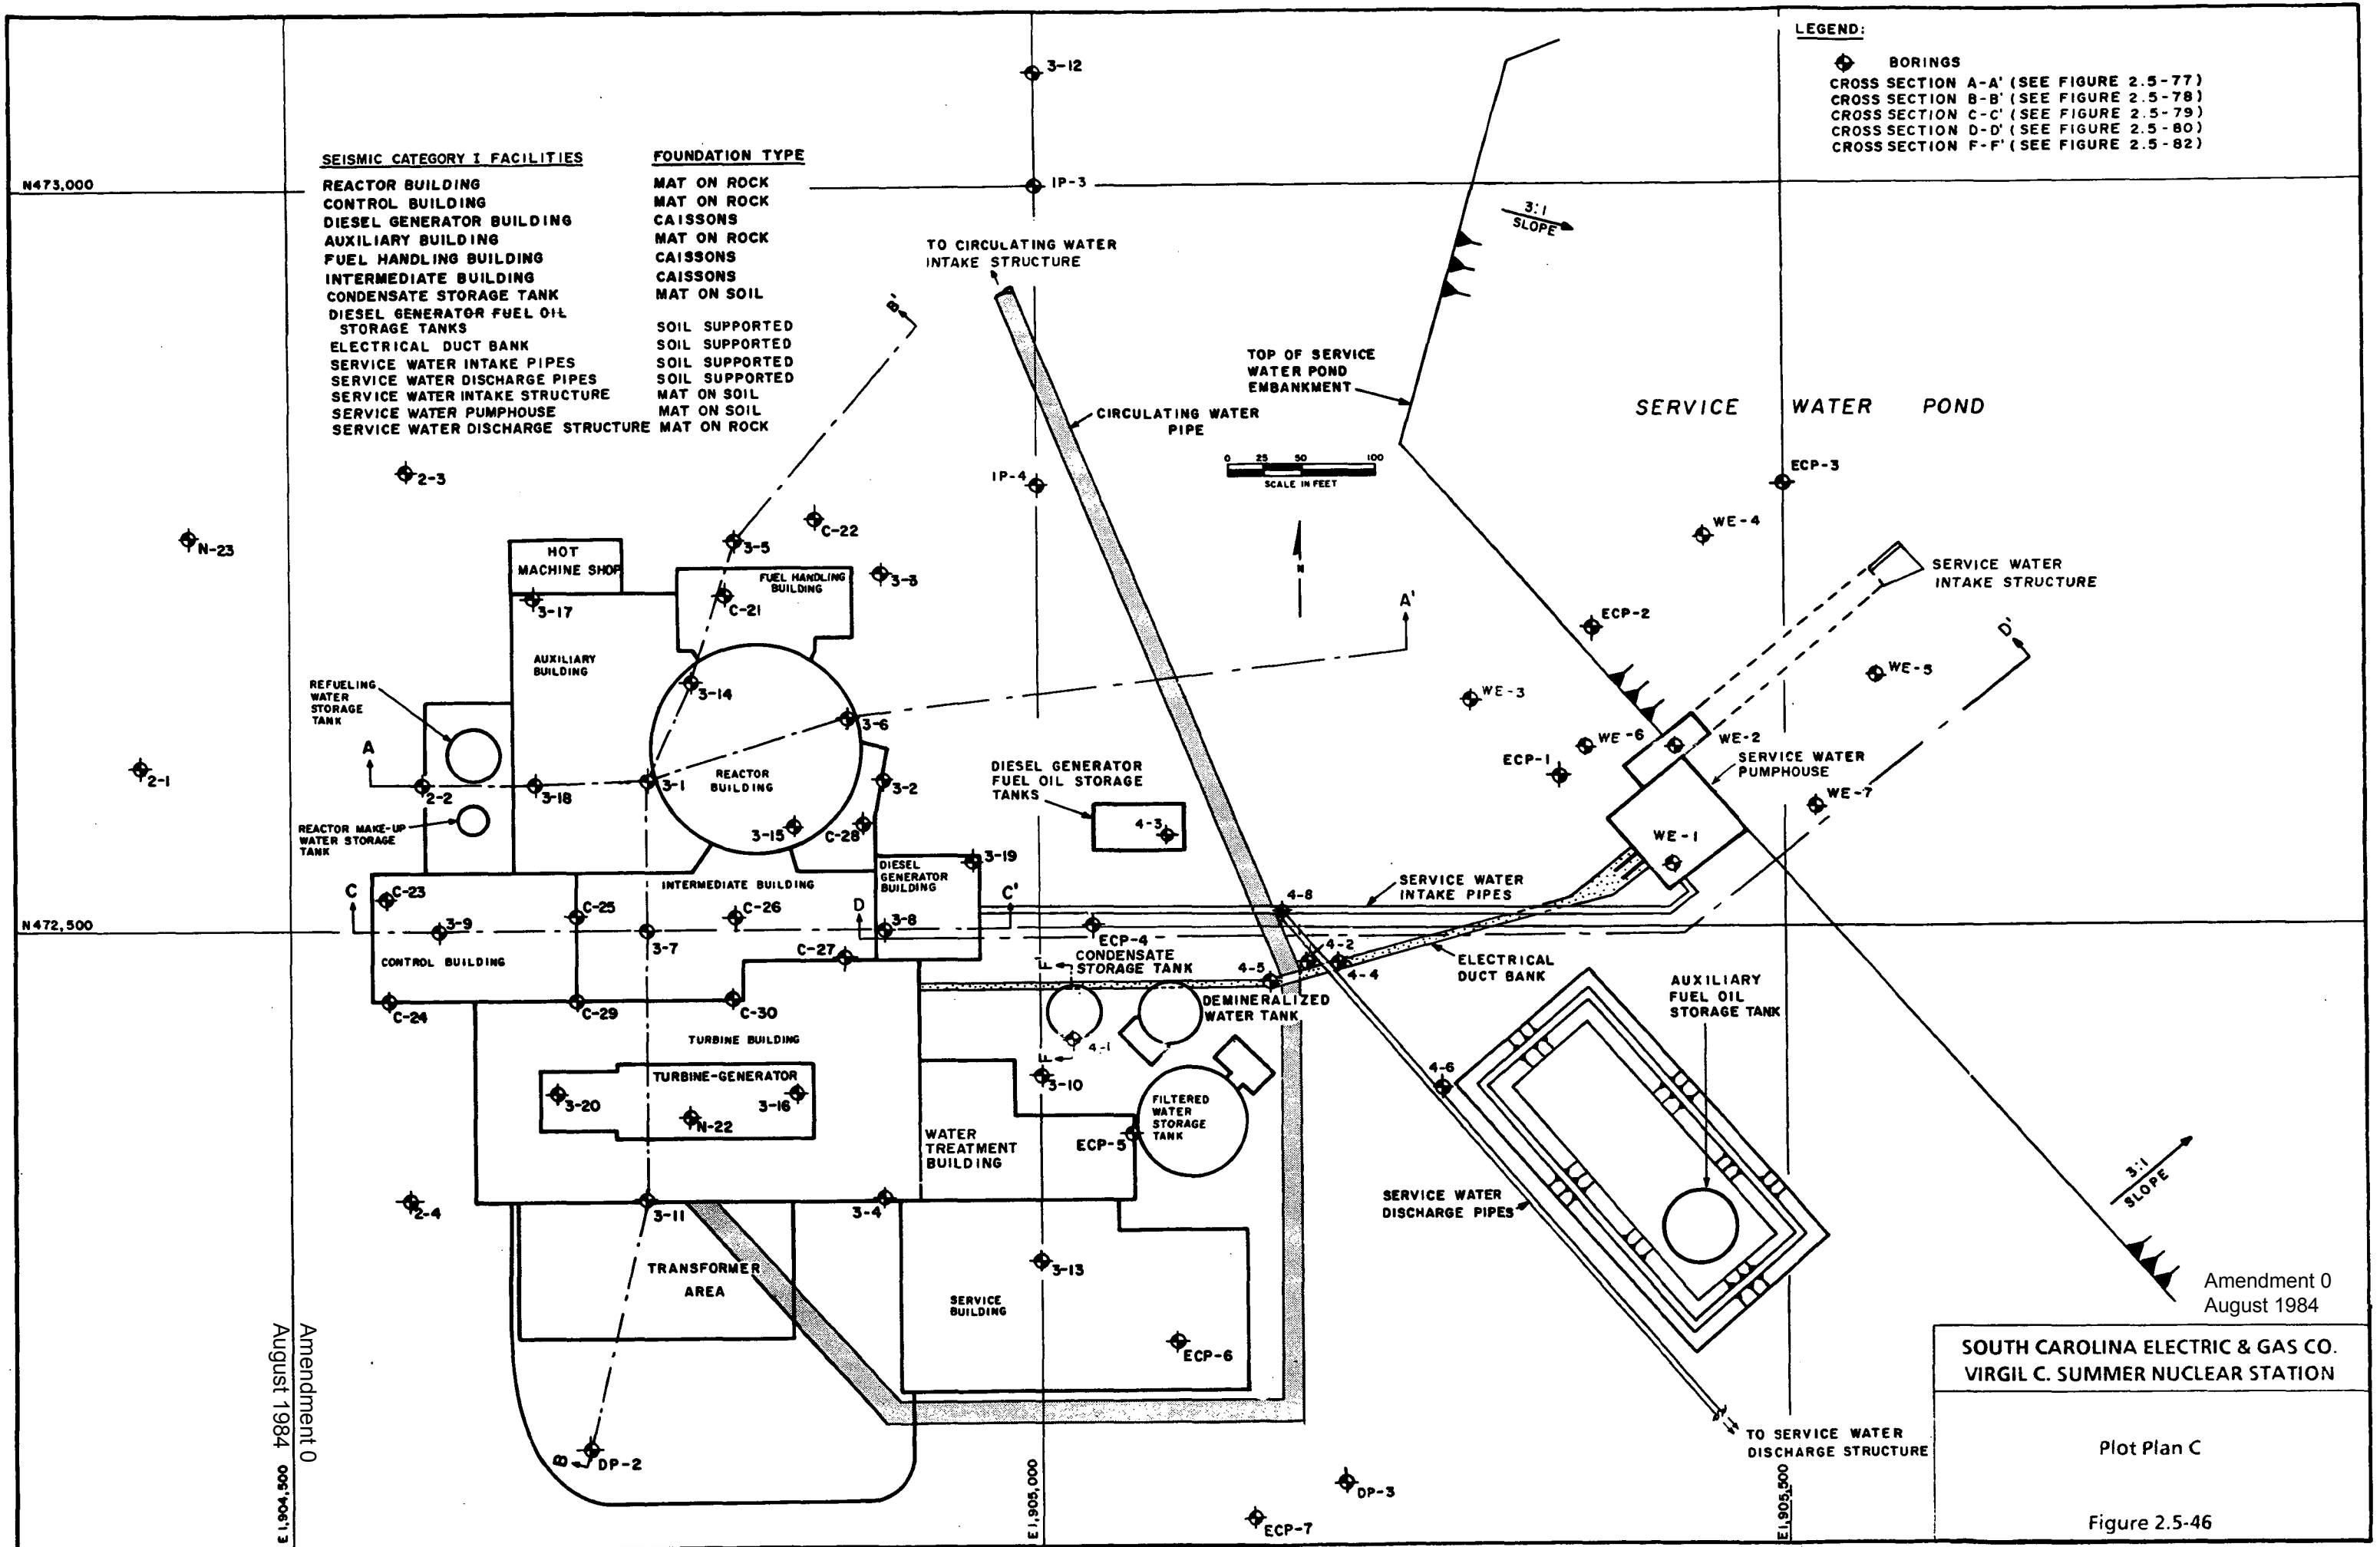 LEGEND:
BORINGS
CROSS SECTION A-A' (SEE FIGURE 2.5-77)
CROSS SECTION B-B' (SEE FIGURE 2.5-78)
CROSS SECTION C-C' (SEE FIGURE 2.5-79)
CROSS SECTION D-D' (SEE FIGURE 2.5-80)
CROSS SECTION F-F' (SEE FIGURE 2.5-82)
3-12
SEISMIC CATEGORY I FACILITIES FOUNDATION TYPE
REACTOR BUILDING MAT ON ROCK
CONTROL BUILDING MAT ON ROCK
DIESEL GENERATOR BUILDING CAISSONS
AUXILIARY BUILDING MAT ON ROCK
FUEL HANDLING BUILDING CAISSONS
INTERMEDIATE BUILDING CAISSONS
CONDENSATE STORAGE TANK MAT ON SOIL
DIESEL GENERATOR FUEL OIL
STORAGE TANKS SOIL SUPPORTED
ELECTRICAL DUCT BANK SOIL SUPPORTED
SERVICE WATER INTAKE PIPES SOIL SUPPORTED
SERVICE WATER DISCHARGE PIPES SOIL SUPPORTED
SERVICE WATER INTAKE STRUCTURE MAT ON SOIL
SERVICE WATER PUMPHOUSE MAT ON SOIL
SERVICE WATER DISCHARGE STRUCTURE MAT ON ROCK
N473,000
IP-3
3:1
SLOPE
TO CIRCULATING WATER
INTAKE STRUCTURE
B'
TOP OF SERVICE
WATER POND
EMBANKMENT
CIRCULATING WATER
PIPE
SERVICE WATER POND
0 25 50 100
SCALE IN FEET
2-3
IP-4
ECP-3
N-23
C-22
3-5
WE-4
HOT
MACHINE SHOP
FUEL HANDLING
BUILDING
3-3
N
SERVICE WATER
INTAKE STRUCTURE
3-17
C-21
A'
ECP-2
D'
AUXILIARY
BUILDING
REFUELING
WATER
STORAGE
TANK
3-14
WE-3
WE-5
3-6
A
WE-6
WE-2
2-1
2-2
3-18
3-1
REACTOR
BUILDING
3-2
DIESEL GENERATOR
FUEL OIL STORAGE
TANKS
ECP-1
SERVICE WATER
PUMPHOUSE
WE-7
REACTOR MAKE-UP
WATER STORAGE
TANK
3-15
C-28
4-3
WE-1
3-19
DIESEL
GENERATOR
BUILDING
INTERMEDIATE BUILDING
SERVICE WATER
INTAKE PIPES
C
C-23
C-25
C-26
D
C'
4-8
N472,500
3-9
3-7
3-8
ECP-4
CONDENSATE
STORAGE TANK
4-2
4-4
4-5
C-27
F'
CONTROL BUILDING
ELECTRICAL
DUCT BANK
AUXILIARY
FUEL OIL
STORAGE TANK
C-24
C-29
C-30
DEMINERALIZED
WATER TANK
TURBINE BUILDING
4-1
F
TURBINE-GENERATOR
3-10
4-6
3-20
3-16
N-22
FILTERED
WATER
STORAGE
TANK
WATER
TREATMENT
BUILDING
ECP-5
3:1
SLOPE
2-4
3-11
3-4
SERVICE WATER
DISCHARGE PIPES
TRANSFORMER
AREA
3-13
SERVICE
BUILDING
ECP-6
Amendment 0
August 1984
Amendment 0
August 1984
SOUTH CAROLINA ELECTRIC & GAS CO.
VIRGIL C. SUMMER NUCLEAR STATION
B
DP-2
TO SERVICE WATER
DISCHARGE STRUCTURE
Plot Plan C
DP-3
ECP-7
E1,904,500
E1,905,000
E1,905,500
Figure 2.5-46